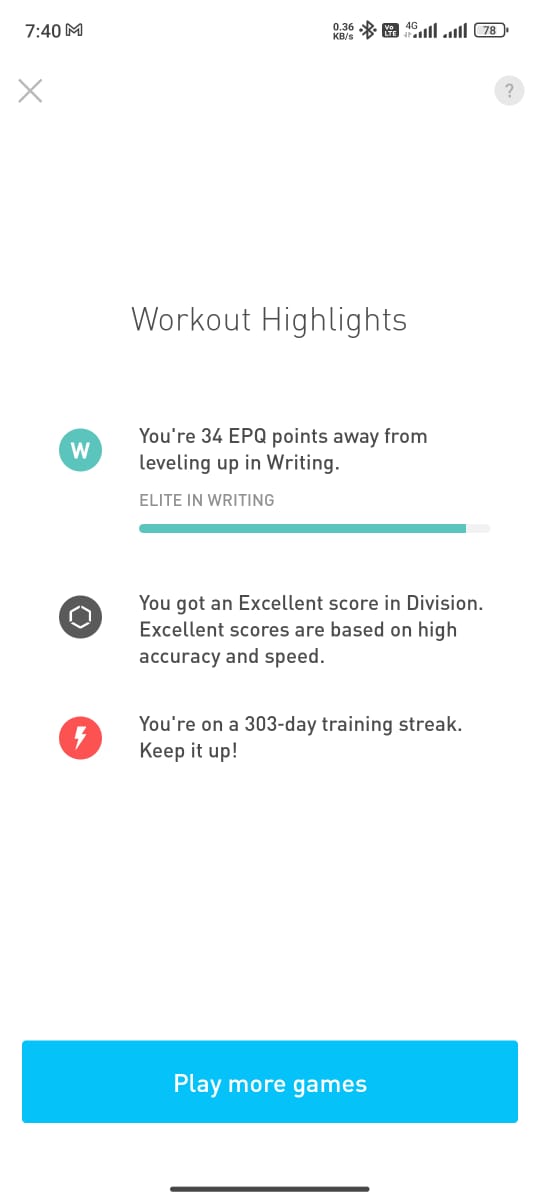 7:40
0.36
KB/s
Vo
LTE
4G
78
?
Workout Highlights
W
You're 34 EPQ points away from
leveling up in Writing.
ELITE IN WRITING
You got an Excellent score in Division.
Excellent scores are based on high
accuracy and speed.
You're on a 303-day training streak.
Keep it up!
Play more games